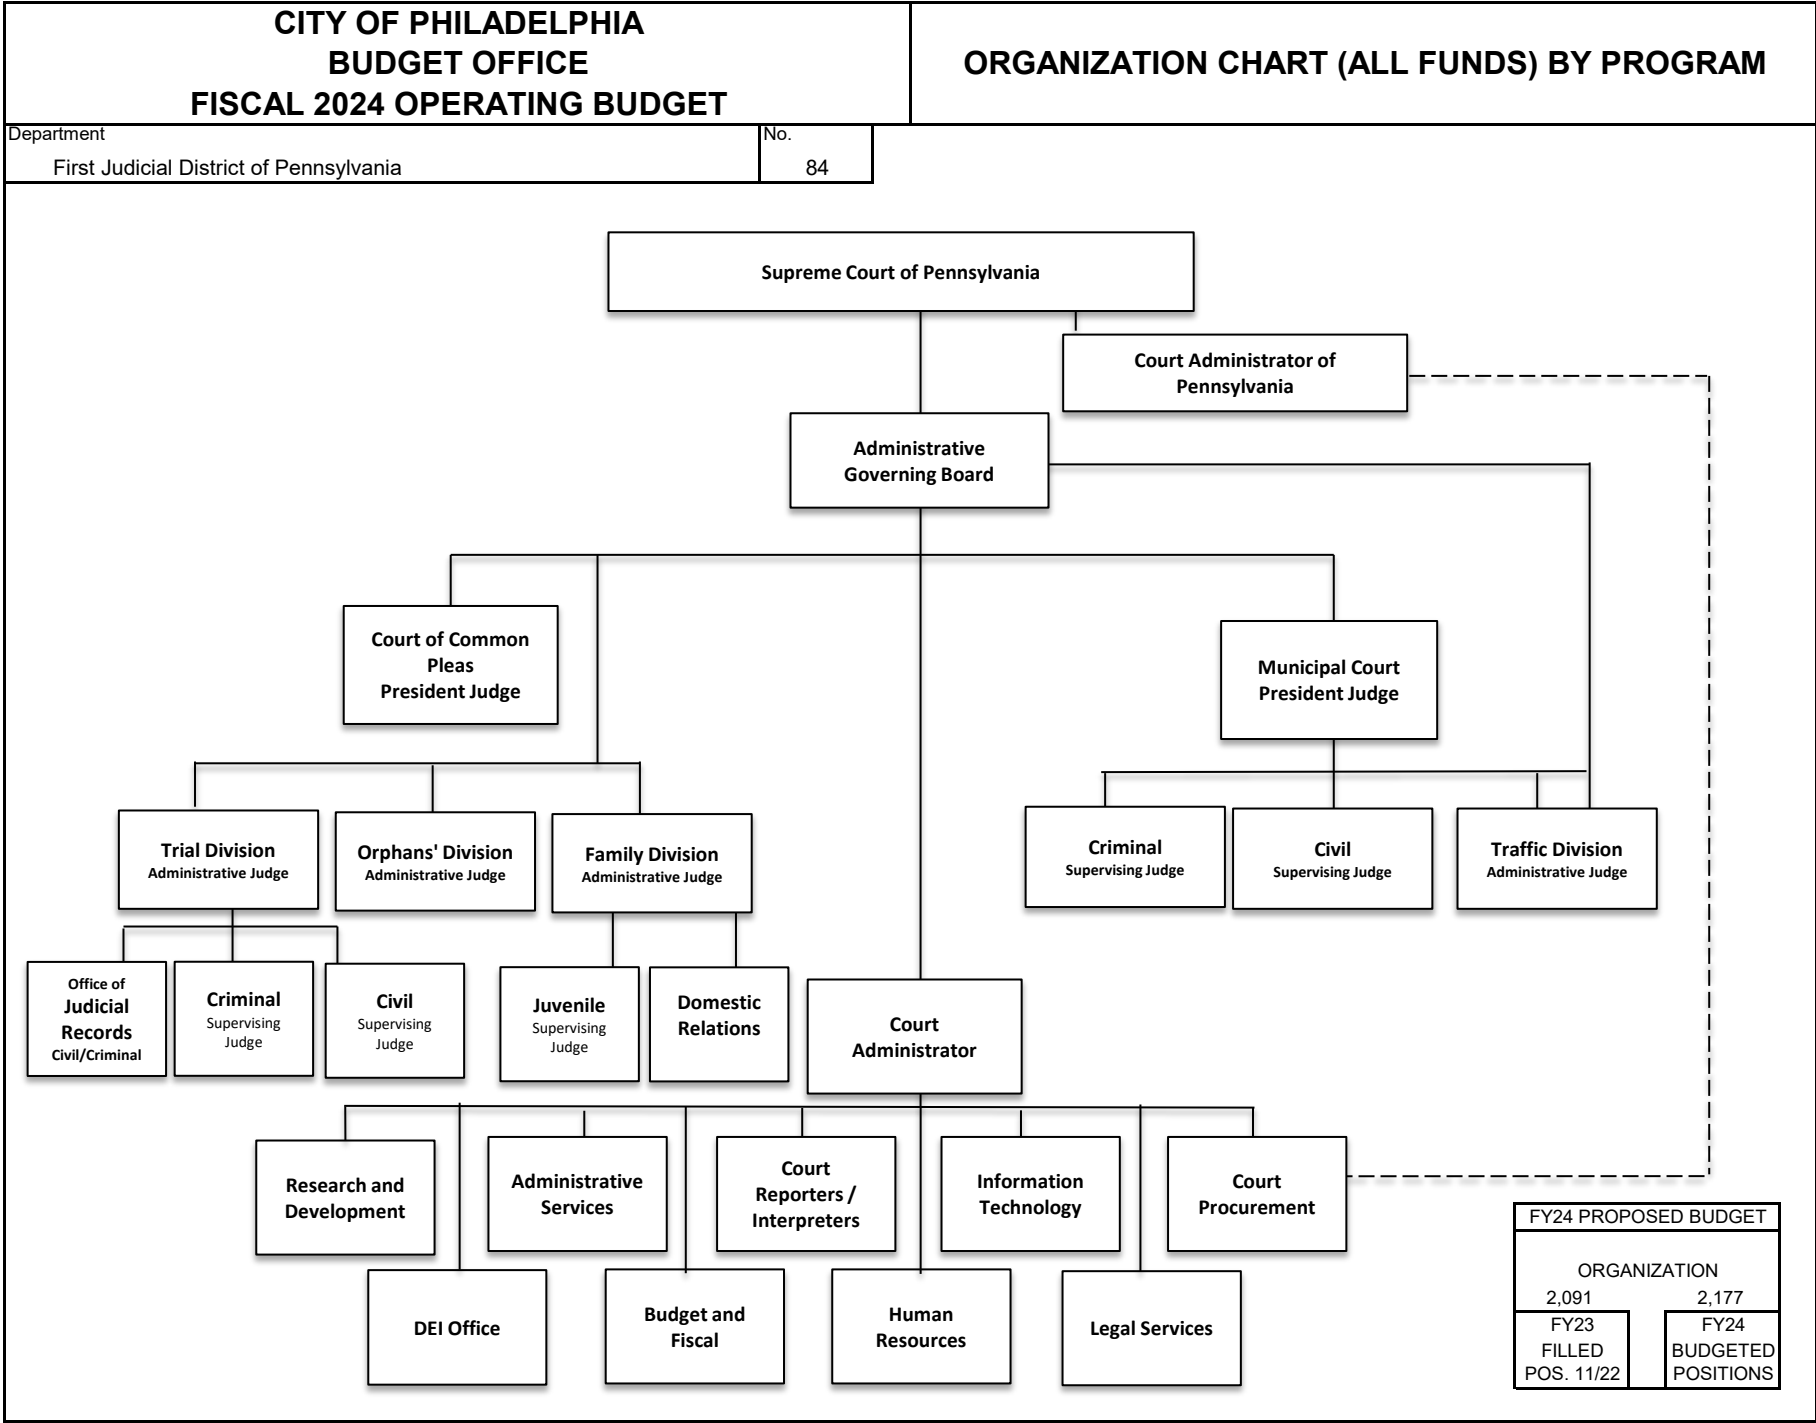 CITY OF PHILADELPHIA
BUDGET OFFICE
FISCAL 2024 OPERATING BUDGET
ORGANIZATION CHART (ALL FUNDS) BY PROGRAM
Department
No.
First Judicial District of Pennsylvania
84
Supreme Court of Pennsylvania
Court Administrator of
Pennsylvania
Administrative
Governing Board
Court of Common
Pleas
President Judge
Municipal Court
President Judge
Trial Division
Administrative Judge
Orphans' Division
Administrative Judge
Family Division
Administrative Judge
Criminal
Supervising Judge
Civil
Supervising Judge
Traffic Division
Administrative Judge
Office of
Judicial
Records
Civil/Criminal
Criminal
Supervising
Judge
Civil
Supervising
Judge
Juvenile
Supervising
Judge
Domestic
Relations
Court
Administrator
Research and
Development
Administrative
Services
Court
Reporters /
Interpreters
Information
Technology
Court
Procurement
DEI Office
Budget and
Fiscal
Human
Resources
Legal Services
FY24 PROPOSED BUDGET
ORGANIZATION
2,091
2,177
FY23
FILLED
POS. 11/22
FY24
BUDGETED
POSITIONS